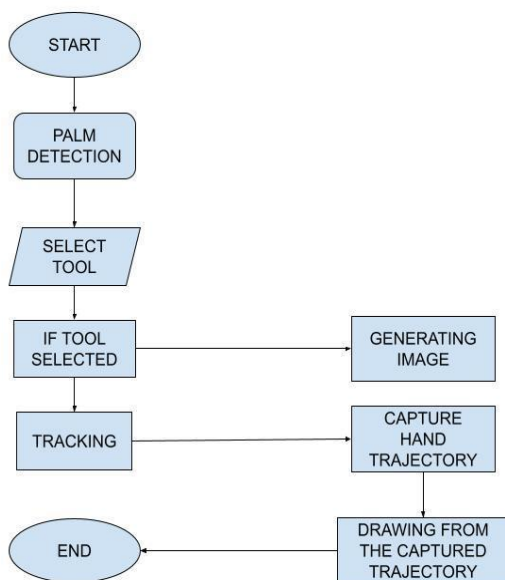 START
PALM
DETECTION
SELECT
TOOL
IF TOOL
SELECTED
GENERATING
IMAGE
TRACKING
CAPTURE
HAND
TRAJECTORY
DRAWING FROM
THE CAPTURED
TRAJECTORY
END